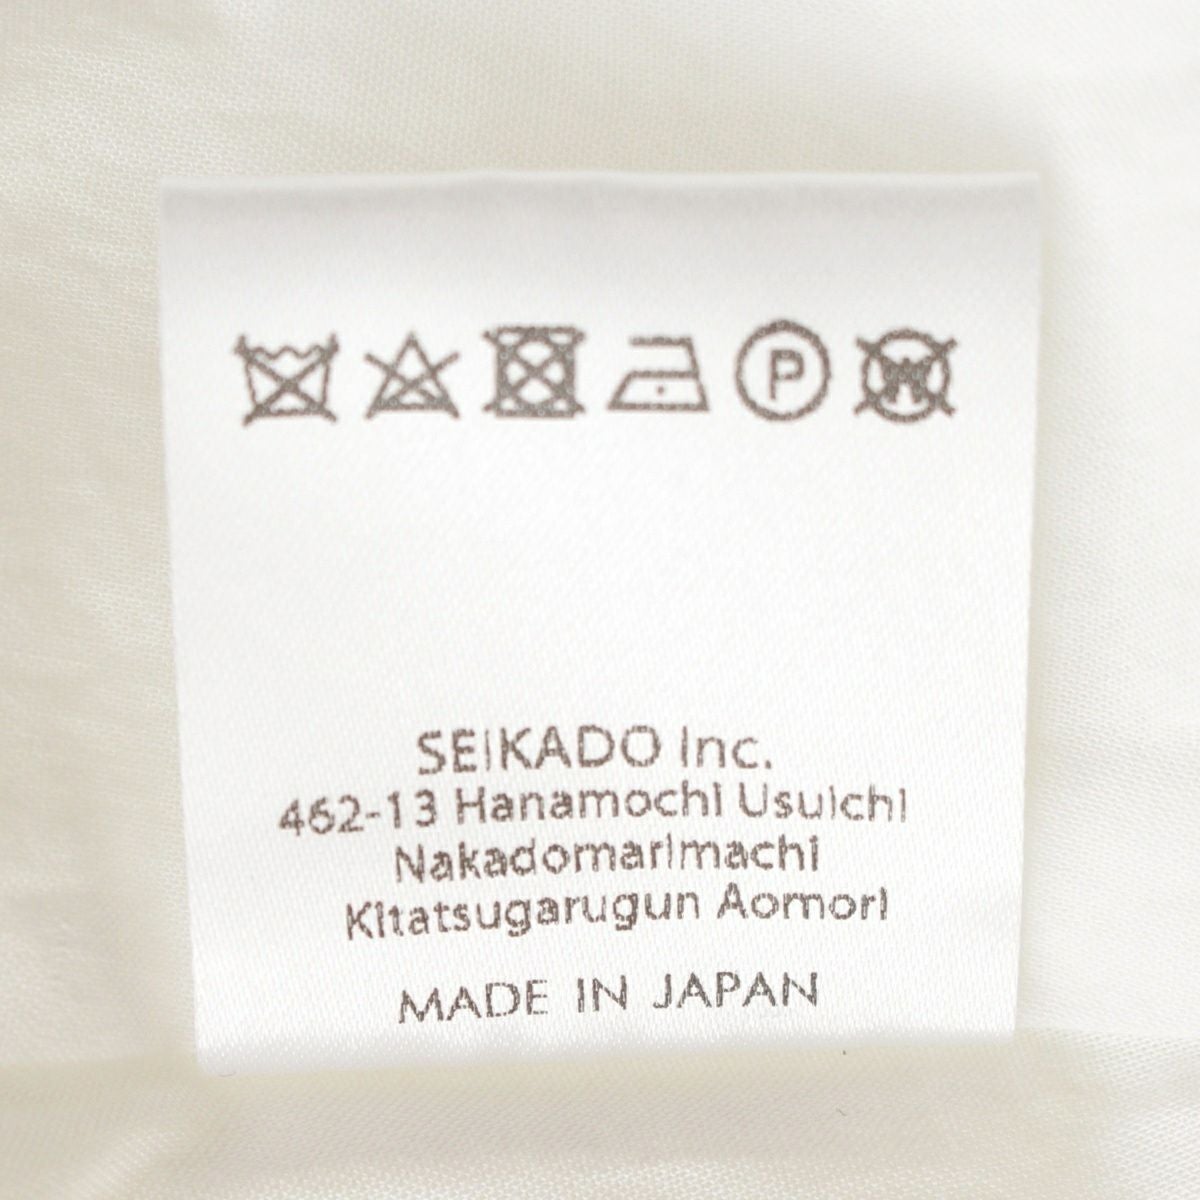 P W
SEIKADO Inc.
462-13 Hanamochi Usuichi
Nakadomarimachi
Kitatsugarugun Aomori
MADE IN JAPAN